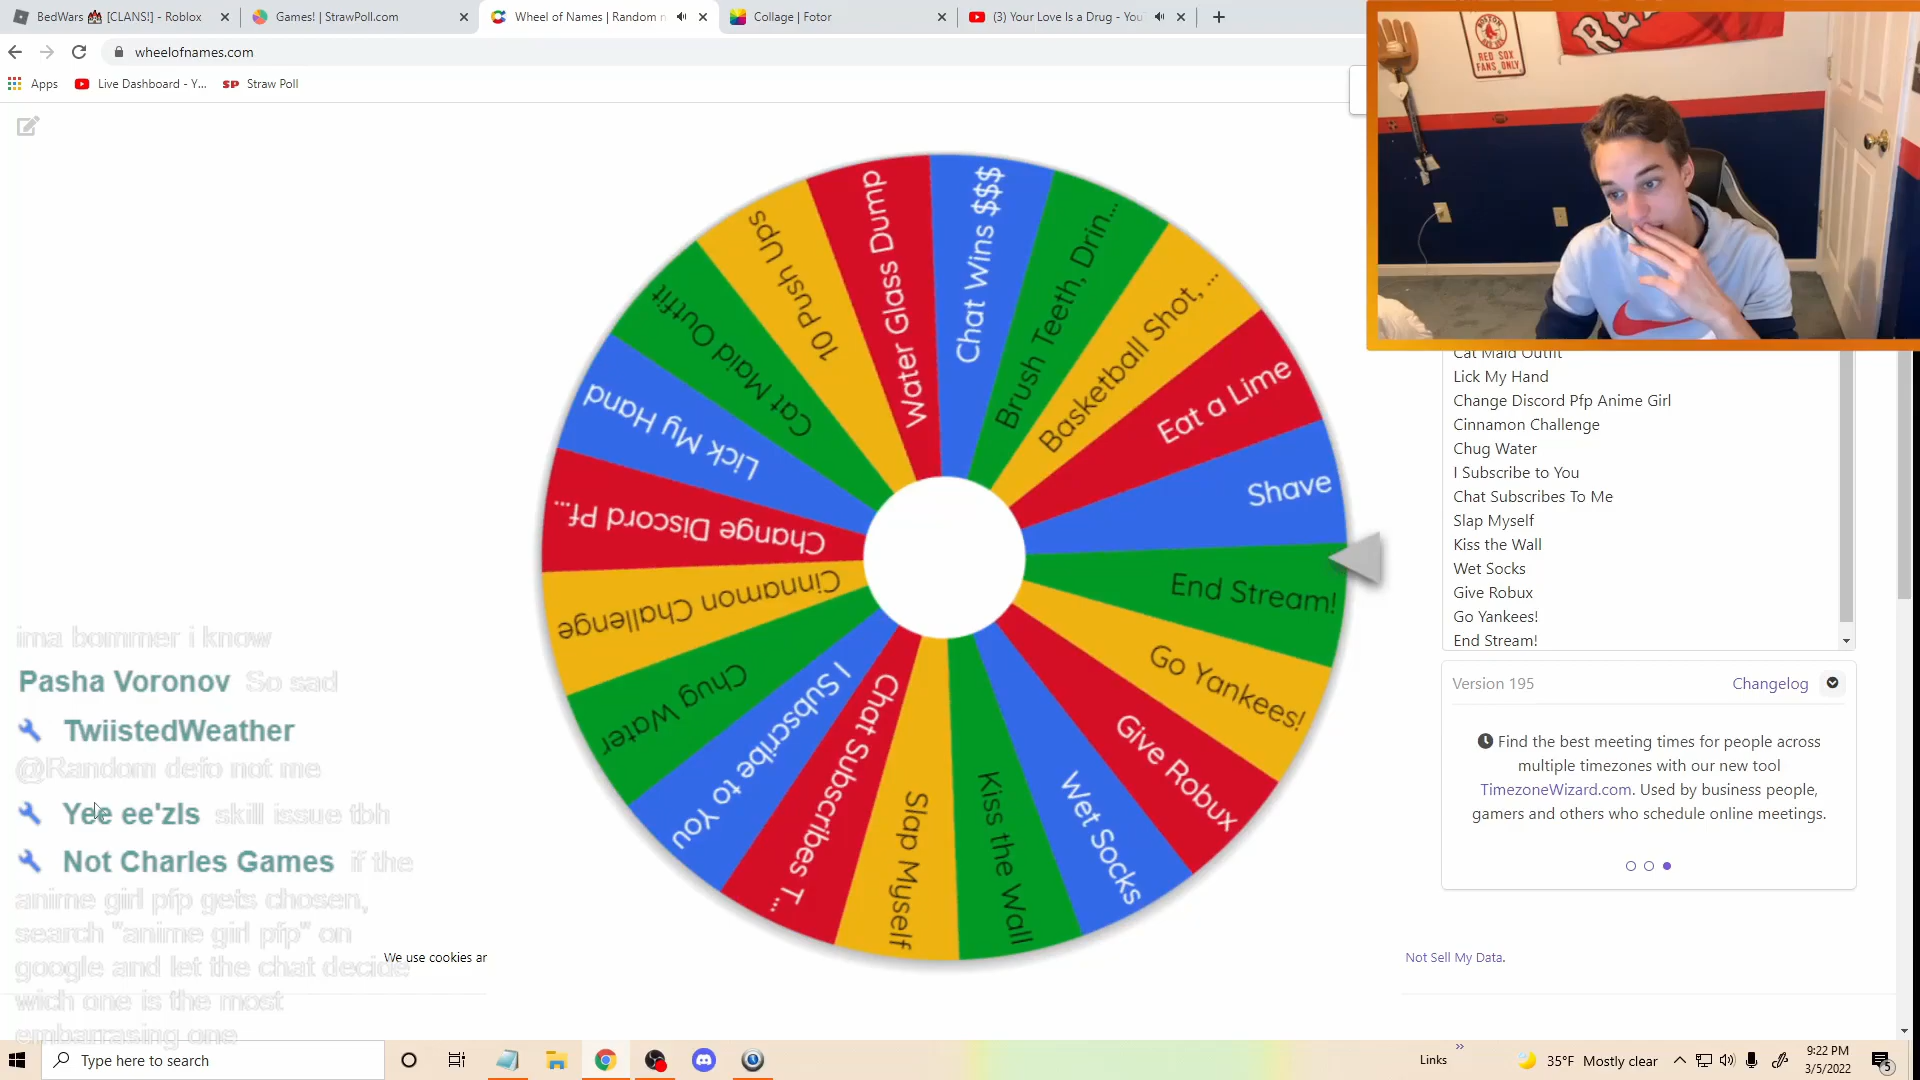 BedWars [CLANS!] - Roblox
Games! | StrawPoll.com
Wheel of Names | Random n
Collage | Fotor
(3) Your Love Is a Drug - You
wheelofnames.com
Apps
Live Dashboard - Y...
SP Straw Poll
RED SOX
FANS ONLY
Water Glass Dump
Chat Wins $$$
Brush Teeth, Drin...
Basketball Shot, ...
Eat a Lime
Shave
End Stream!
Go Yankees!
Give Robux
Wet Socks
Kiss the Wall
Slap Myself
Chat Subscribes T...
I Subscribe to You
Chug Water
Cinnamon Challenge
Change Discord Pf...
Lick My Hand
Cat Maid Outfit
10 Push Ups
Cat Maid Outfit
Lick My Hand
Change Discord Pfp Anime Girl
Cinnamon Challenge
Chug Water
I Subscribe to You
Chat Subscribes To Me
Slap Myself
Kiss the Wall
Wet Socks
Give Robux
Go Yankees!
End Stream!
Version 195
Changelog
Find the best meeting times for people across
multiple timezones with our new tool
TimezoneWizard.com. Used by business people,
gamers and others who schedule online meetings.
ima bommer i know
Pasha Voronov So sad
TwiistedWeather
@Random defo not me
Yee ee'zls skill issue tbh
Not Charles Games if the
anime girl pfp gets chosen,
search "anime girl pfp" on
google and let the chat decide
wich one is the most
embarrasing one
We use cookies ar
Not Sell My Data.
Type here to search
Links
35°F Mostly clear
9:22 PM
3/5/2022
5